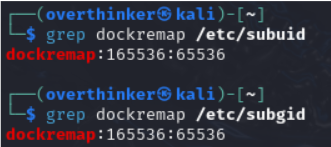 ┌──(overthinker㉿kali)-[~]
└─$ grep dockremap /etc/subuid
dockremap:165536:65536
┌──(overthinker㉿kali)-[~]
└─$ grep dockremap /etc/subgid
dockremap:165536:65536